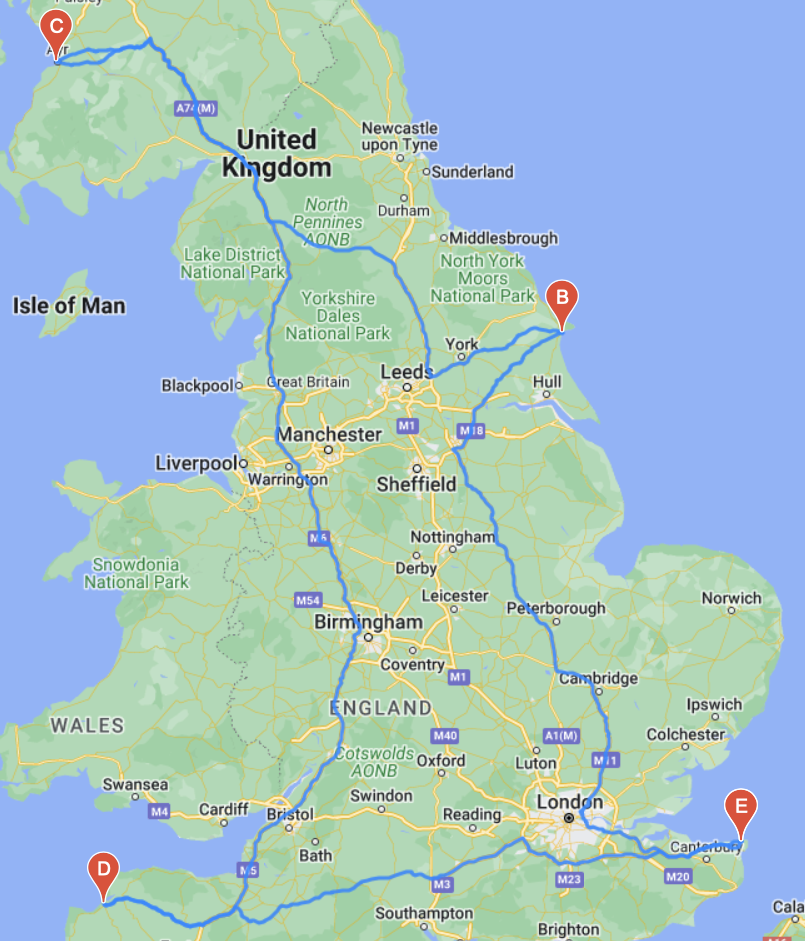 Paisley
C
Ayr
A74(M)
United
Kingdom
Newcastle
upon Tyne
Sunderland
Durham
North
Pennines
AONB
Middlesbrough
Lake District
National Park
North York
Moors
National Park
B
Isle of Man
Yorkshire
Dales
National Park
York
Leeds
Blackpool
Great Britain
Hull
M1
M18
Manchester
Liverpool
Warrington
Sheffield
M6
Nottingham
Derby
Snowdonia
National Park
M54
Leicester
Peterborough
Norwich
Birmingham
Coventry
M1
Cambridge
Ipswich
WALES
ENGLAND
M40
A1(M)
Colchester
Cotswolds
AONB
Oxford
Luton
M11
Swansea
M4
Cardiff
Bristol
Swindon
Reading
London
E
Bath
Canterbury
D
M5
M3
M23
M20
Southampton
Brighton
Cala